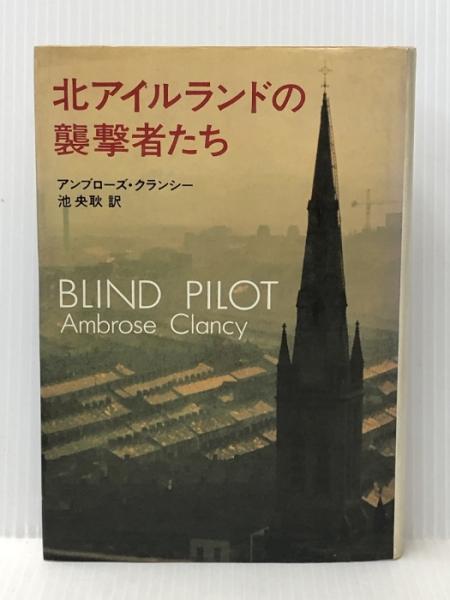 北アイルランドの
襲撃者たち
アンブローズ・クランシー
池央耿 訳
BLIND PILOT
Ambrose Clancy